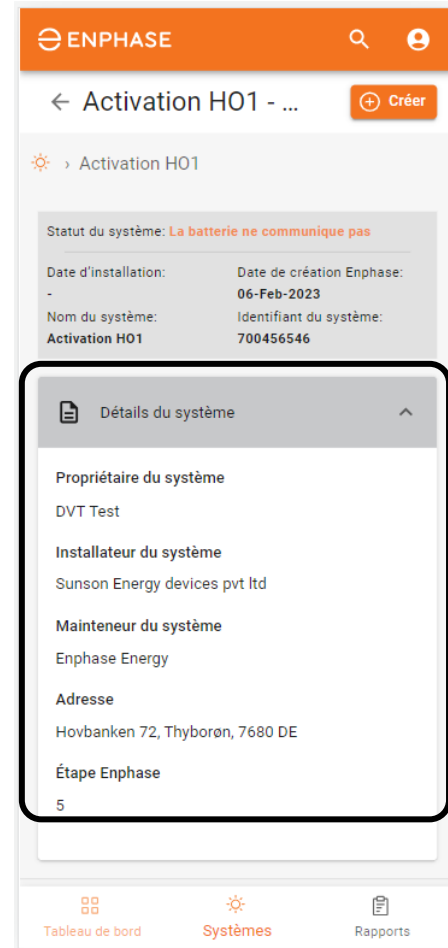 ENPHASE
Activation HO1 - ...
Créer
› Activation HO1
Statut du système: La batterie ne communique pas
Date d'installation: Date de création Enphase:
- 06-Feb-2023
Nom du système: Identifiant du système:
Activation HO1 700456546
Détails du système
Propriétaire du système
DVT Test
Installateur du système
Sunson Energy devices pvt ltd
Mainteneur du système
Enphase Energy
Adresse
Hovbanken 72, Thyborøn, 7680 DE
Étape Enphase
5
Tableau de bord Systèmes Rapports